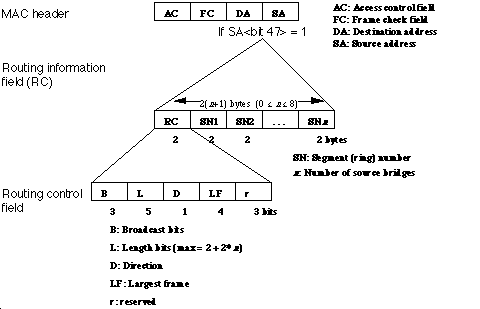 MAC header
AC FC DA SA
AC: Access control field
FC: Frame check field
DA: Destination address
SA: Source address
If SA<bit 47> = 1
Routing information
field (RC)
2(n+1) bytes (0 ≤ n ≤ 8)
RC SN1 SN2 ... SNn
2 2 2 2 bytes
SN: Segment (ring) number
n: Number of source bridges
Routing control
field
B L D LF r
3 5 1 4 3 bits
B: Broadcast bits
L: Length bits (max = 2 + 2* n)
D: Direction
LF: Largest frame
r: reserved